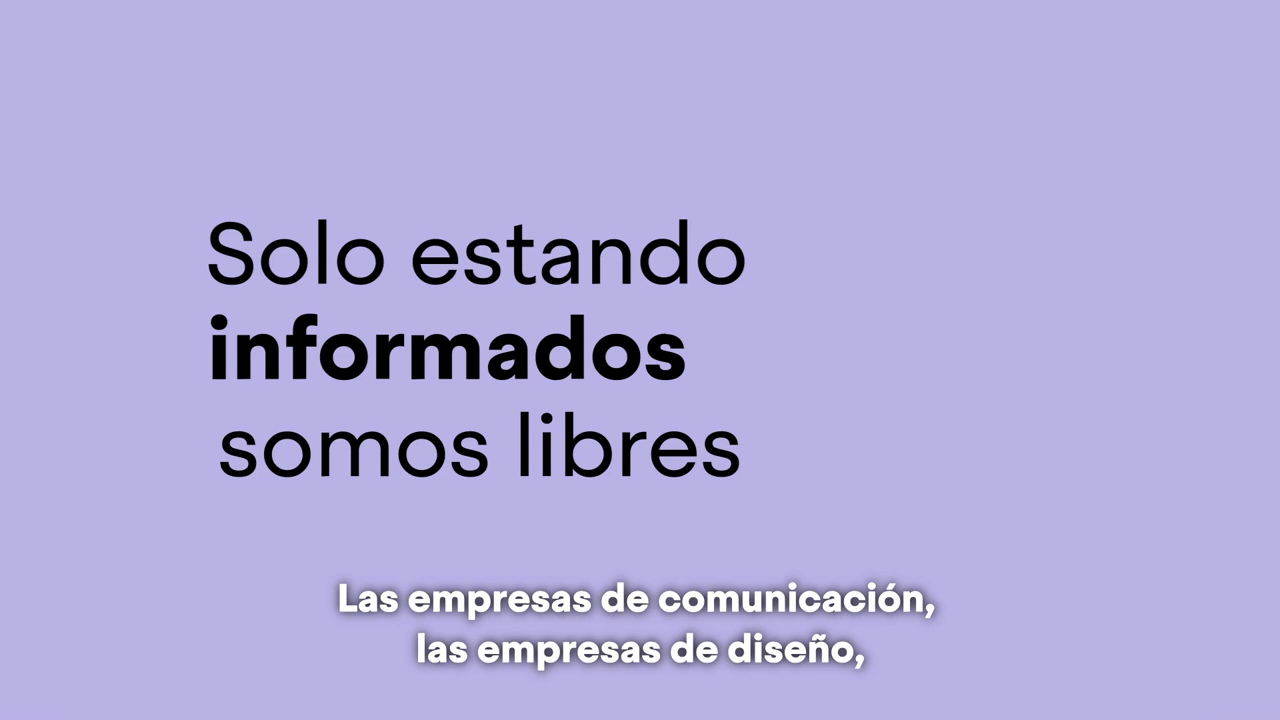 Solo estando
informados
somos libres
Las empresas de comunicación,
las empresas de diseño,